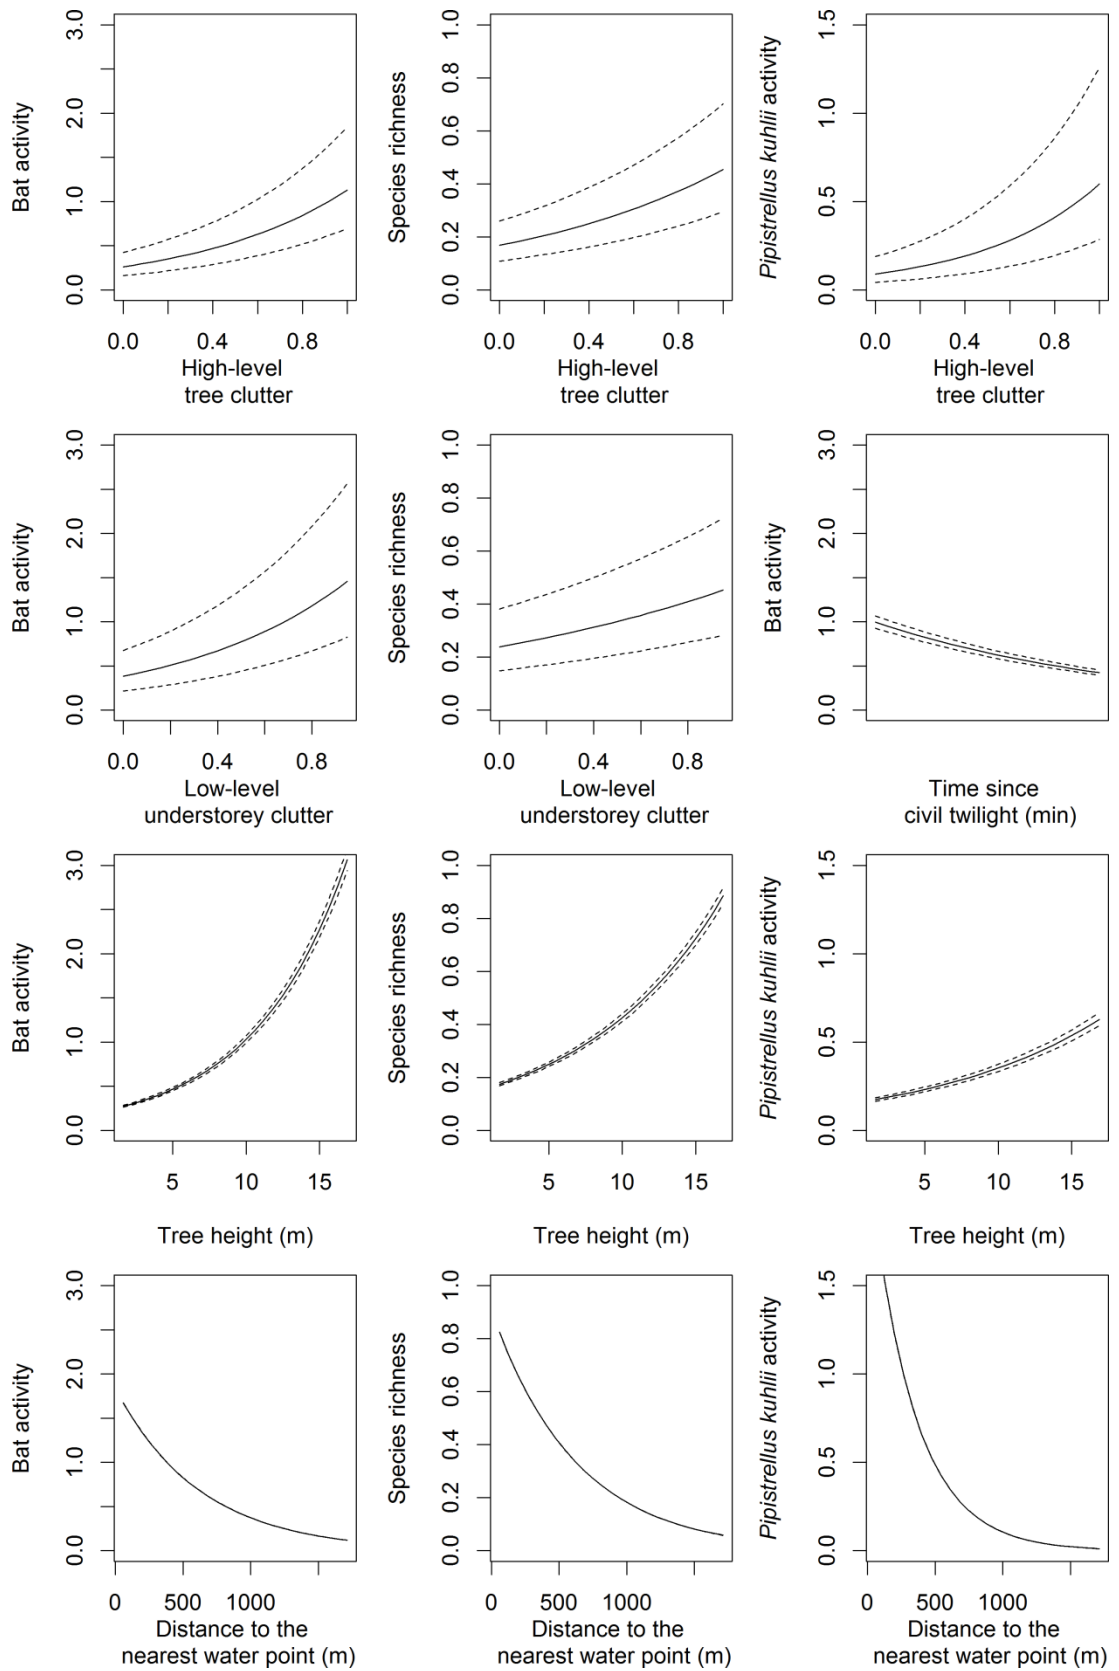 Bat activity
0.0 1.0 2.0 3.0
0.0 0.4 0.8
High-level
tree clutter
Species richness
0.0 0.2 0.4 0.6 0.8 1.0
0.0 0.4 0.8
High-level
tree clutter
Pipistrellus kuhlii activity
0.0 0.5 1.0 1.5
0.0 0.4 0.8
High-level
tree clutter
Bat activity
0.0 1.0 2.0 3.0
0.0 0.4 0.8
Low-level
understorey clutter
Species richness
0.0 0.2 0.4 0.6 0.8 1.0
0.0 0.4 0.8
Low-level
understorey clutter
Bat activity
0.0 1.0 2.0 3.0
Time since
civil twilight (min)
Bat activity
0.0 1.0 2.0 3.0
5 10 15
Tree height (m)
Species richness
0.0 0.2 0.4 0.6 0.8 1.0
5 10 15
Tree height (m)
Pipistrellus kuhlii activity
0.0 0.5 1.0 1.5
5 10 15
Tree height (m)
Bat activity
0.0 1.0 2.0 3.0
0 500 1000
Distance to the
nearest water point (m)
Species richness
0.0 0.2 0.4 0.6 0.8 1.0
0 500 1000
Distance to the
nearest water point (m)
Pipistrellus kuhlii activity
0.0 0.5 1.0 1.5
0 500 1000
Distance to the
nearest water point (m)